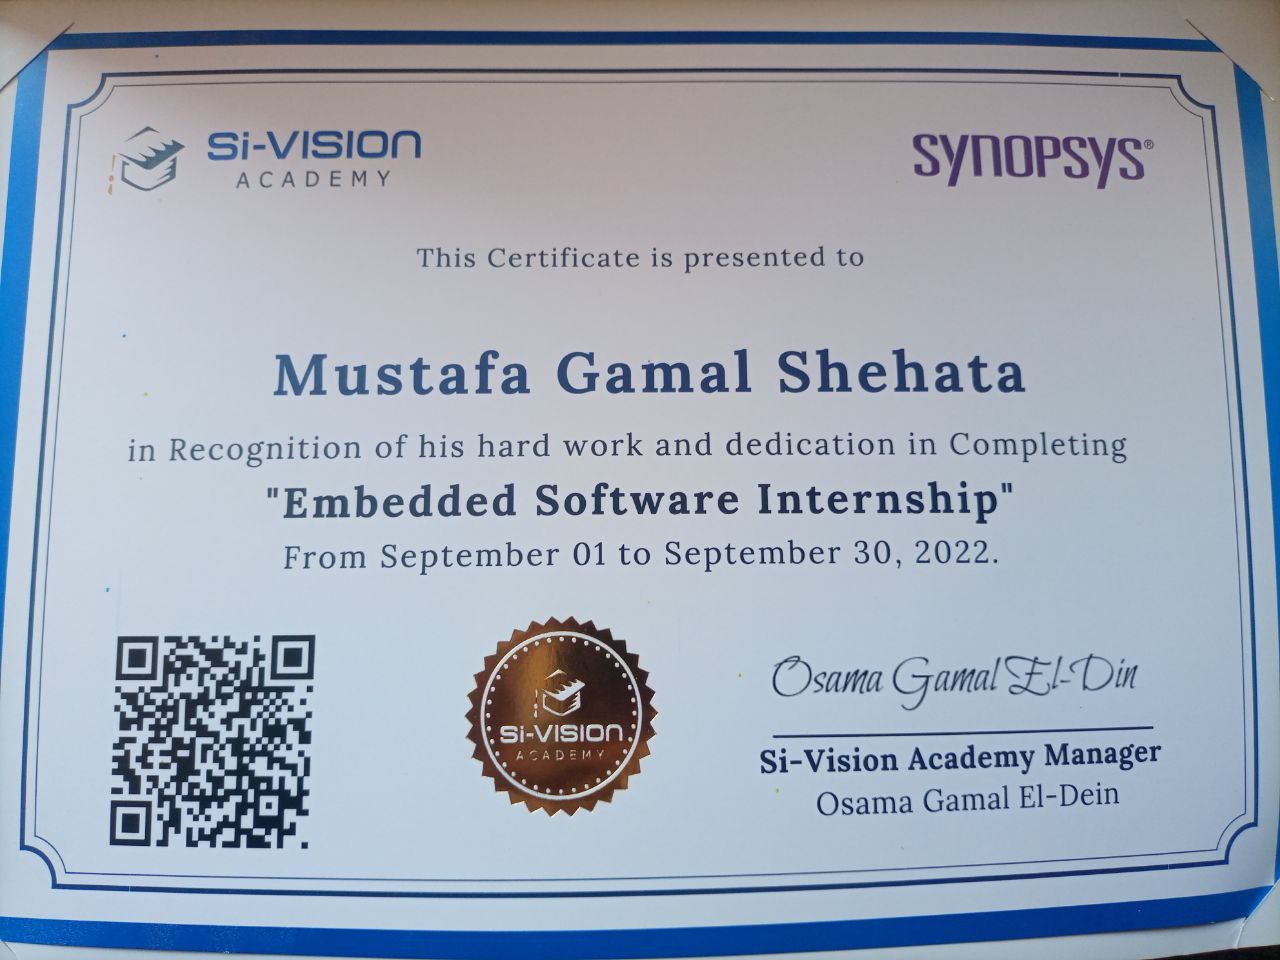 Si-VISION
ACADEMY
SYNOPSYS®
This Certificate is presented to
Mustafa Gamal Shehata
in Recognition of his hard work and dedication in Completing
"Embedded Software Internship"
From September 01 to September 30, 2022.
Si-VISION
ACADEMY
Osama Gamal El-Din
Si-Vision Academy Manager
Osama Gamal El-Dein